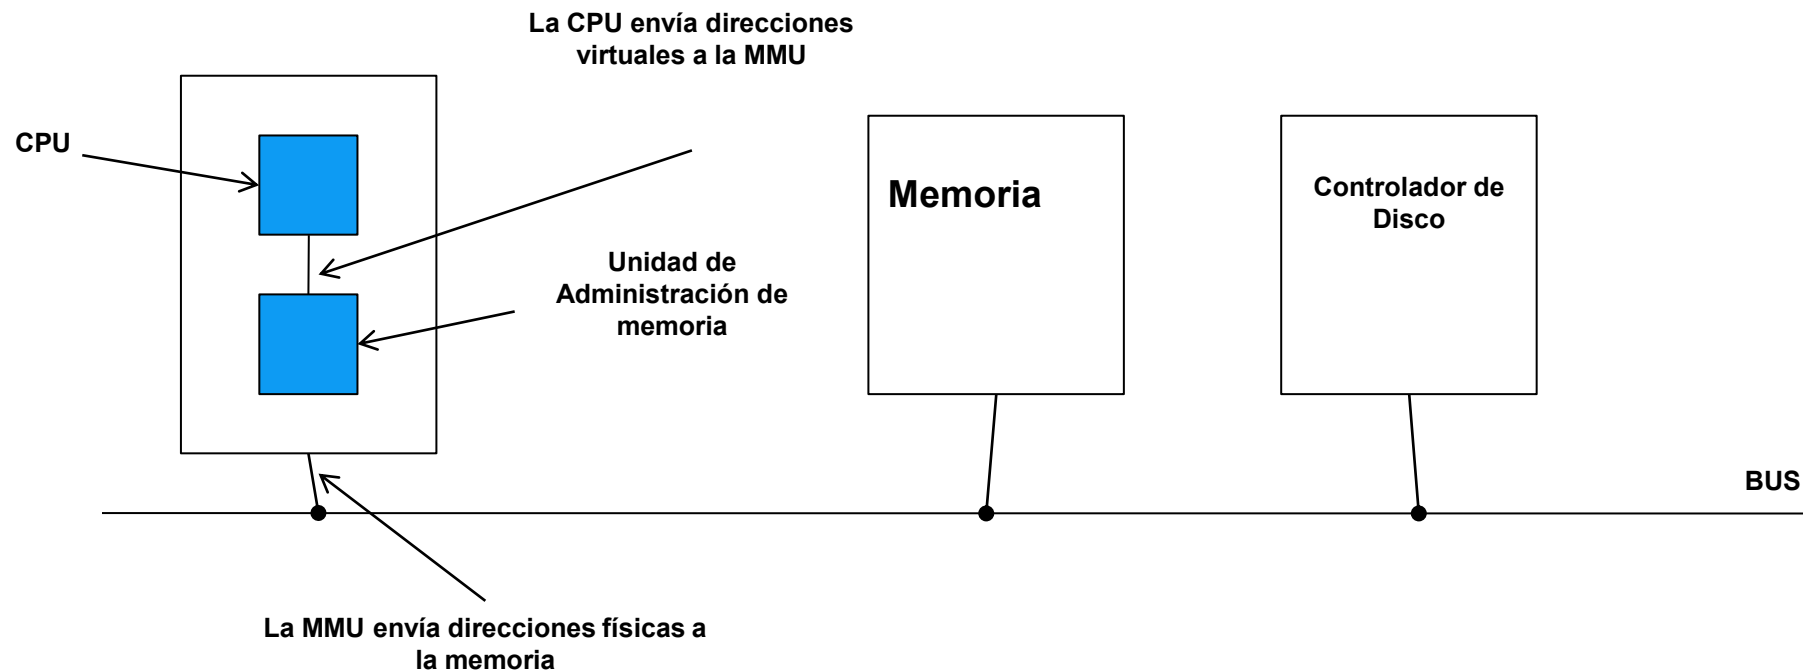 La CPU envía direcciones
virtuales a la MMU
CPU
Memoria
Controlador de
Disco
Unidad de
Administración de
memoria
BUS
La MMU envía direcciones físicas a
la memoria